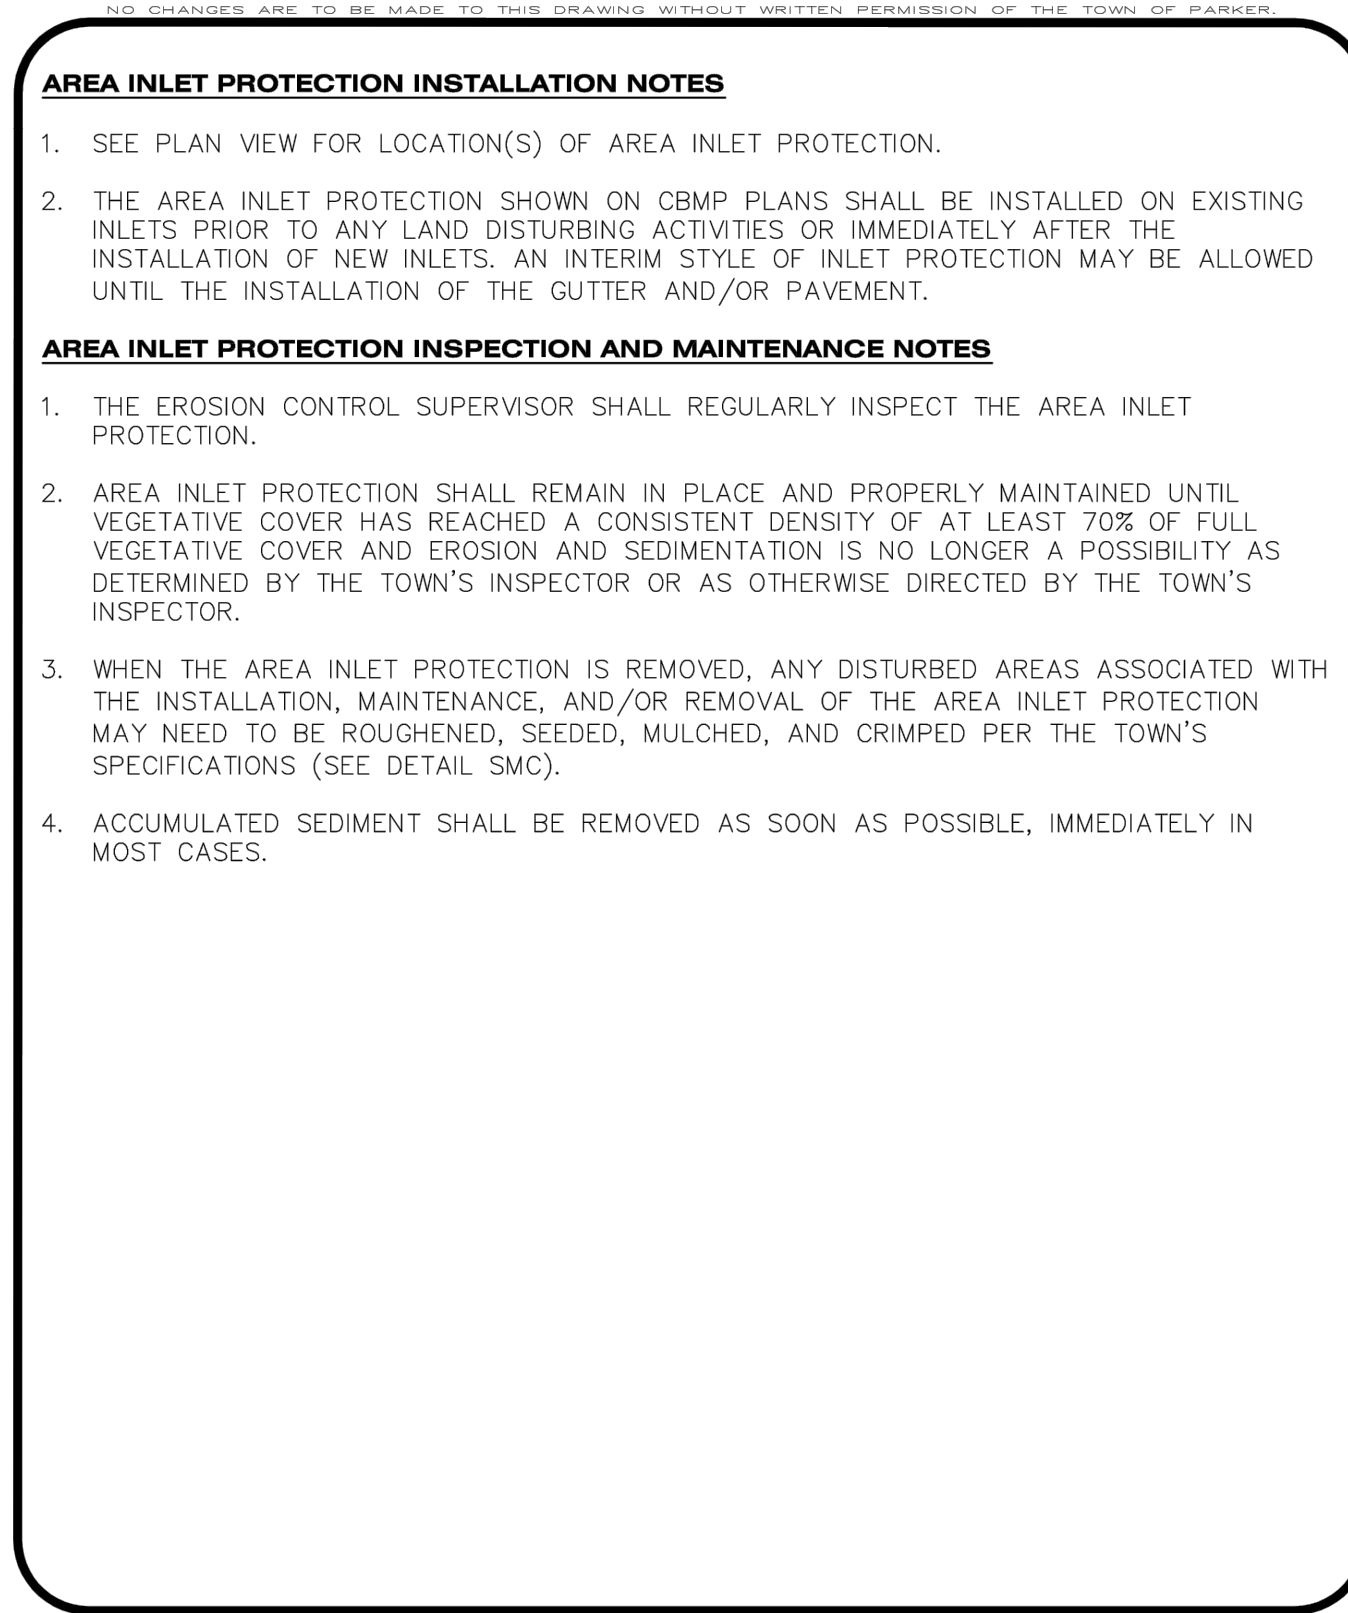 NO CHANGES ARE TO BE MADE TO THIS DRAWING WITHOUT WRITTEN PERMISSION OF THE TOWN OF PARKER.
AREA INLET PROTECTION INSTALLATION NOTES
1. SEE PLAN VIEW FOR LOCATION(S) OF AREA INLET PROTECTION.
2. THE AREA INLET PROTECTION SHOWN ON CBMP PLANS SHALL BE INSTALLED ON EXISTING
INLETS PRIOR TO ANY LAND DISTURBING ACTIVITIES OR IMMEDIATELY AFTER THE
INSTALLATION OF NEW INLETS. AN INTERIM STYLE OF INLET PROTECTION MAY BE ALLOWED
UNTIL THE INSTALLATION OF THE GUTTER AND/OR PAVEMENT.
AREA INLET PROTECTION INSPECTION AND MAINTENANCE NOTES
1. THE EROSION CONTROL SUPERVISOR SHALL REGULARLY INSPECT THE AREA INLET
PROTECTION.
2. AREA INLET PROTECTION SHALL REMAIN IN PLACE AND PROPERLY MAINTAINED UNTIL
VEGETATIVE COVER HAS REACHED A CONSISTENT DENSITY OF AT LEAST 70% OF FULL
VEGETATIVE COVER AND EROSION AND SEDIMENTATION IS NO LONGER A POSSIBILITY AS
DETERMINED BY THE TOWN'S INSPECTOR OR AS OTHERWISE DIRECTED BY THE TOWN'S
INSPECTOR.
3. WHEN THE AREA INLET PROTECTION IS REMOVED, ANY DISTURBED AREAS ASSOCIATED WITH
THE INSTALLATION, MAINTENANCE, AND/OR REMOVAL OF THE AREA INLET PROTECTION
MAY NEED TO BE ROUGHENED, SEEDED, MULCHED, AND CRIMPED PER THE TOWN'S
SPECIFICATIONS (SEE DETAIL SMC).
4. ACCUMULATED SEDIMENT SHALL BE REMOVED AS SOON AS POSSIBLE, IMMEDIATELY IN
MOST CASES.